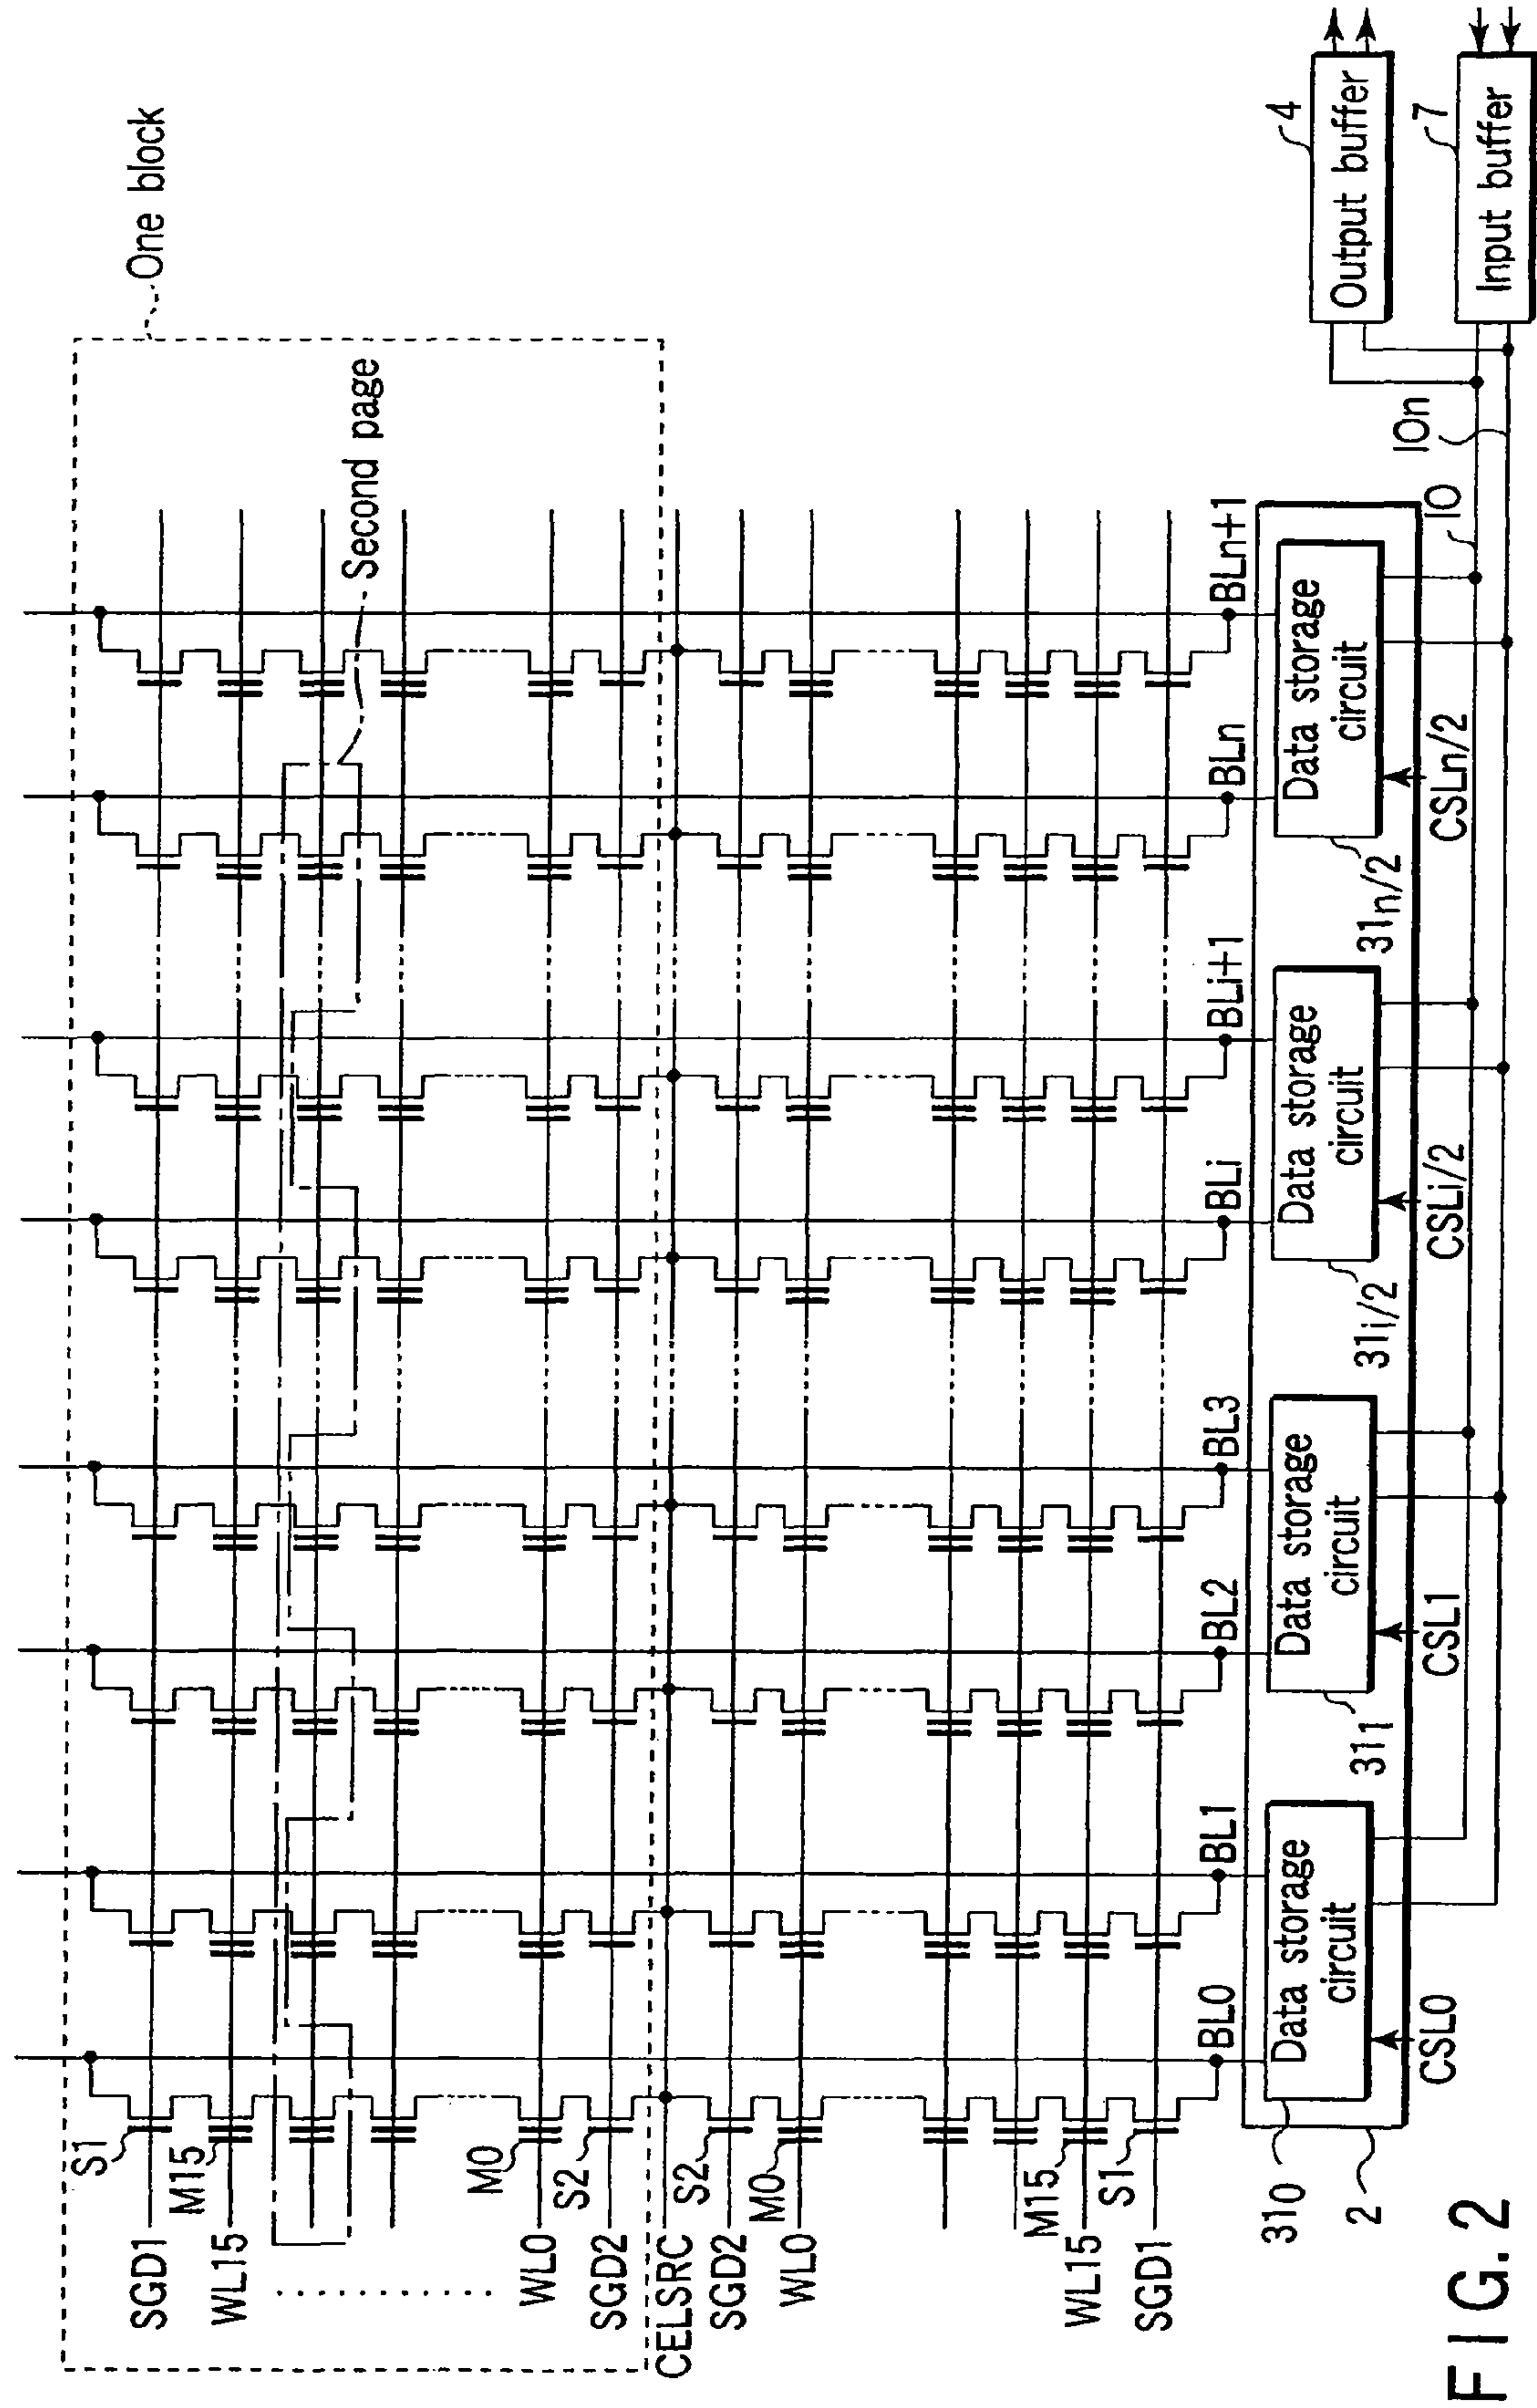 One block
Second page
S1
SGD1
M15
WL15
M0
WL0
S2
SGD2
CELSRC
S2
SGD2
M0
WL0
M15
WL15
S1
SGD1
BL0
BL1
BL2
BL3
BLi
BLi+1
BLn
BLn+1
Data storage
circuit
Data storage
circuit
Data storage
circuit
Data storage
circuit
310
311
31i/2
31n/2
2
CSL0
CSL1
CSLi/2
CSLn/2
IO
IOn
Output buffer
4
Input buffer
7
FIG. 2